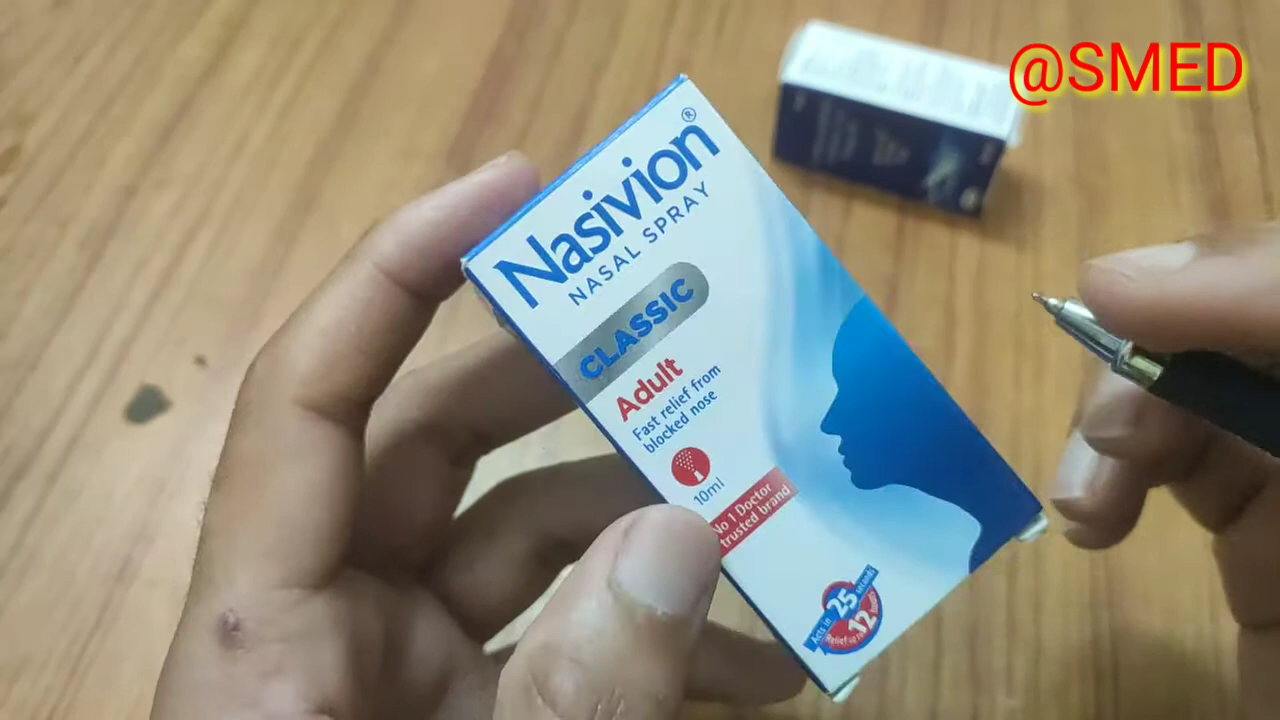 @SMED
Nasivion®
NASAL SPRAY
CLASSIC
Adult
Fast relief from
blocked nose
10ml
No 1 Doctor
trusted brand
Acts in
25
seconds
Relief
12